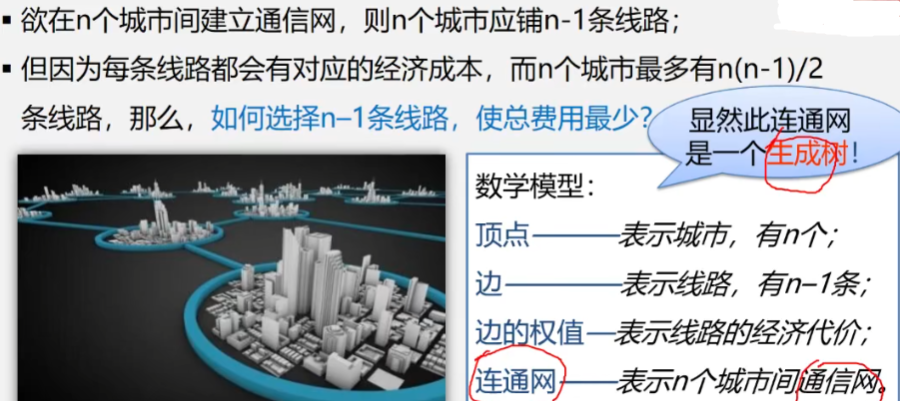 ▪ 欲在n个城市间建立通信网，则n个城市应铺n-1条线路；
▪ 但因为每条线路都会有对应的经济成本，而n个城市最多有n(n-1)/2
条线路，那么，如何选择n–1条线路，使总费用最少？
显然此连通网
是一个生成树！
数学模型：
顶点————表示城市，有n个；
边————表示线路，有n–1条；
边的权值—表示线路的经济代价；
连通网———表示n个城市间通信网。